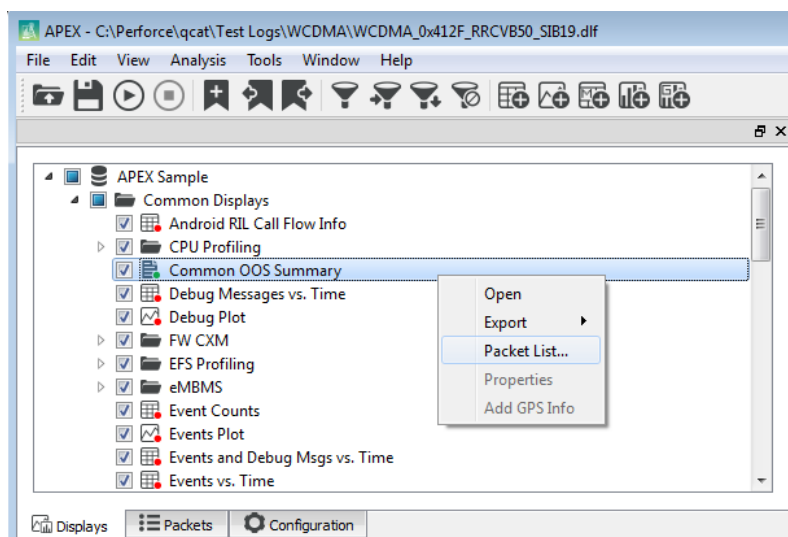 APEX - C:\Perforce\qcat\Test Logs\WCDMA\WCDMA_0x412F_RRCVB50_SIB19.dlf
File Edit View Analysis Tools Window Help
APEX Sample
Common Displays
Android RIL Call Flow Info
CPU Profiling
Common OOS Summary
Debug Messages vs. Time
Debug Plot
FW CXM
EFS Profiling
eMBMS
Event Counts
Events Plot
Events and Debug Msgs vs. Time
Events vs. Time
Open
Export
Packet List...
Properties
Add GPS Info
Displays Packets Configuration